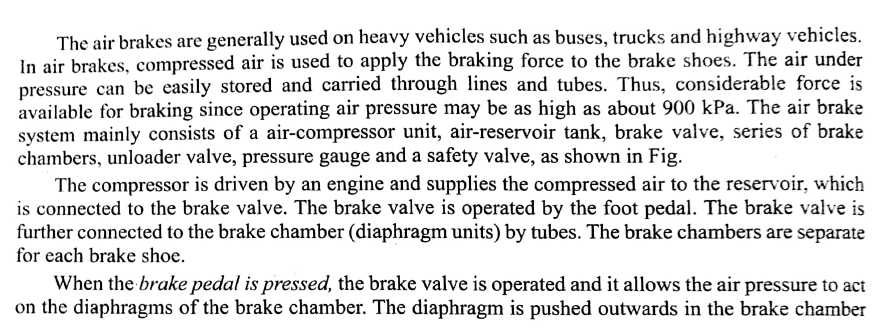 The air brakes are generally used on heavy vehicles such as buses, trucks and highway vehicles.
In air brakes, compressed air is used to apply the braking force to the brake shoes. The air under
pressure can be easily stored and carried through lines and tubes. Thus, considerable force is
available for braking since operating air pressure may be as high as about 900 kPa. The air brake
system mainly consists of a air-compressor unit, air-reservoir tank, brake valve, series of brake
chambers, unloader valve, pressure gauge and a safety valve, as shown in Fig.
The compressor is driven by an engine and supplies the compressed air to the reservoir, which
is connected to the brake valve. The brake valve is operated by the foot pedal. The brake valve is
further connected to the brake chamber (diaphragm units) by tubes. The brake chambers are separate
for each brake shoe.
When the brake pedal is pressed, the brake valve is operated and it allows the air pressure to act
on the diaphragms of the brake chamber. The diaphragm is pushed outwards in the brake chamber